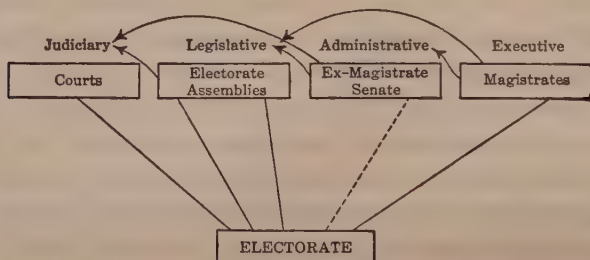 Judiciary Legislative Administrative Executive
Courts Electorate Assemblies Ex-Magistrate Senate Magistrates
ELECTORATE